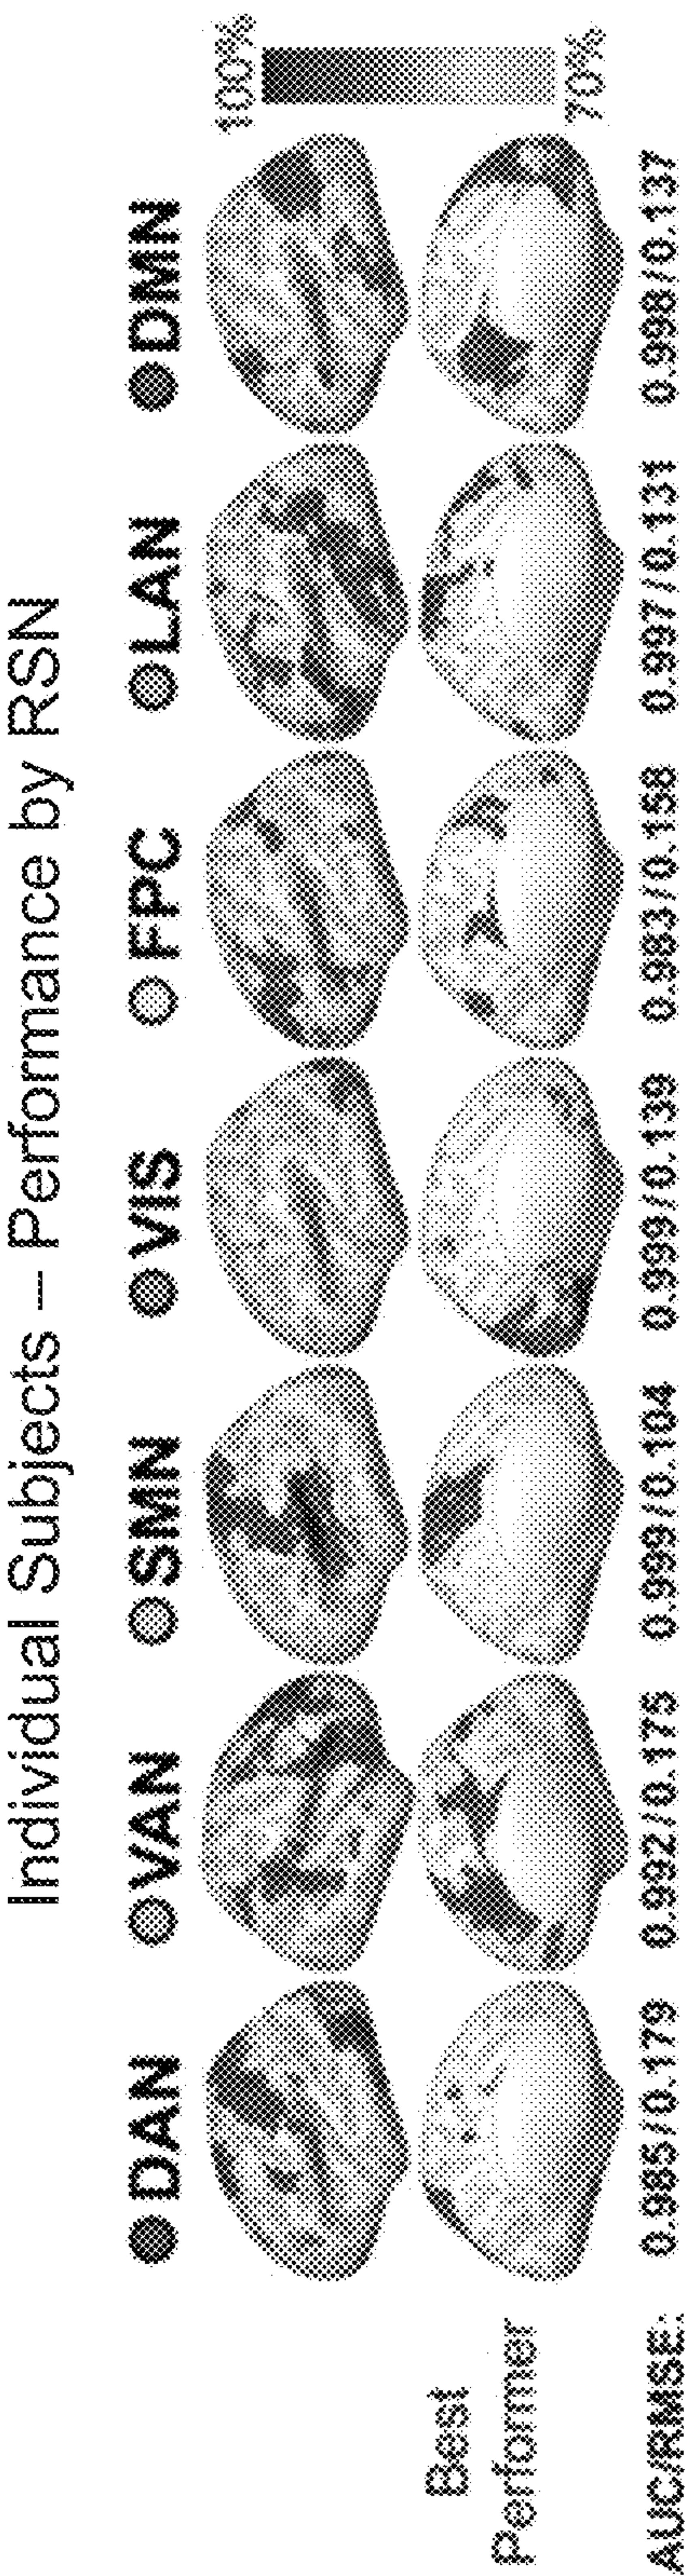 Individual Subjects – Performance by RSN
DAN VAN SMN VIS FPC LAN DMN
100%
70%
Best
Performer
AUC/RMSE: 0.985/0.179 0.992/0.175 0.999/0.104 0.999/0.139 0.983/0.158 0.997/0.131 0.998/0.137